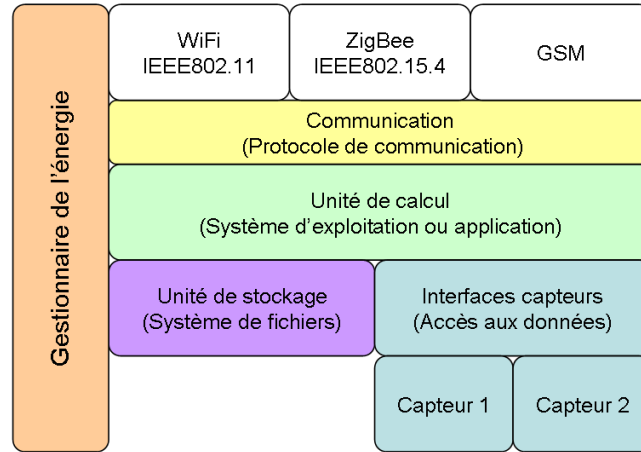 Gestionnaire de l’énergie
WiFi
IEEE802.11
ZigBee
IEEE802.15.4
GSM
Communication
(Protocole de communication)
Unité de calcul
(Système d’exploitation ou application)
Unité de stockage
(Système de fichiers)
Interfaces capteurs
(Accès aux données)
Capteur 1
Capteur 2